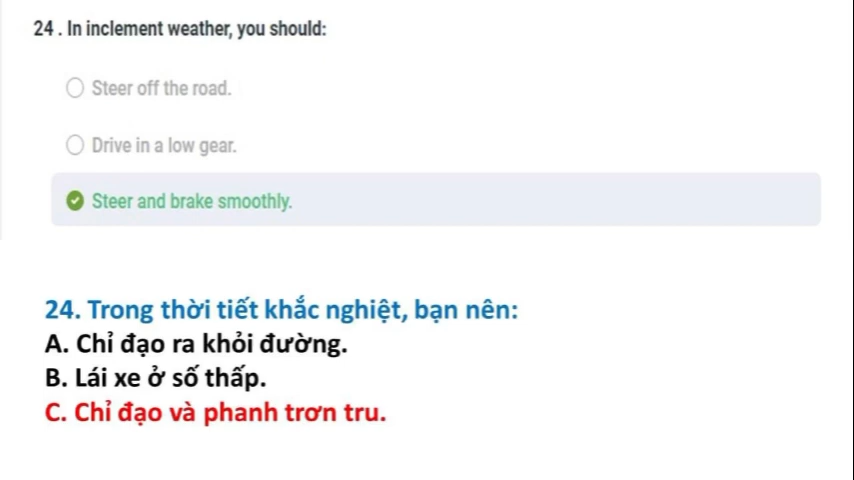 24 . In inclement weather, you should:
Steer off the road.
Drive in a low gear.
Steer and brake smoothly.
24. Trong thời tiết khắc nghiệt, bạn nên:
A. Chỉ đạo ra khỏi đường.
B. Lái xe ở số thấp.
C. Chỉ đạo và phanh trơn tru.